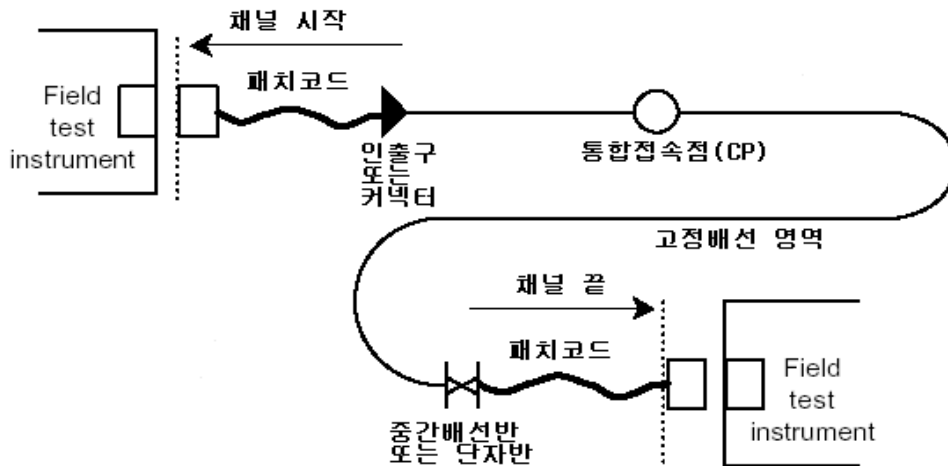 채널 시작
패치코드
Field
test
instrument
인출구
또는
커넥터
통합접속점(CP)
고정배선 영역
채널 끝
패치코드
Field
test
instrument
중간배선반
또는 단자반